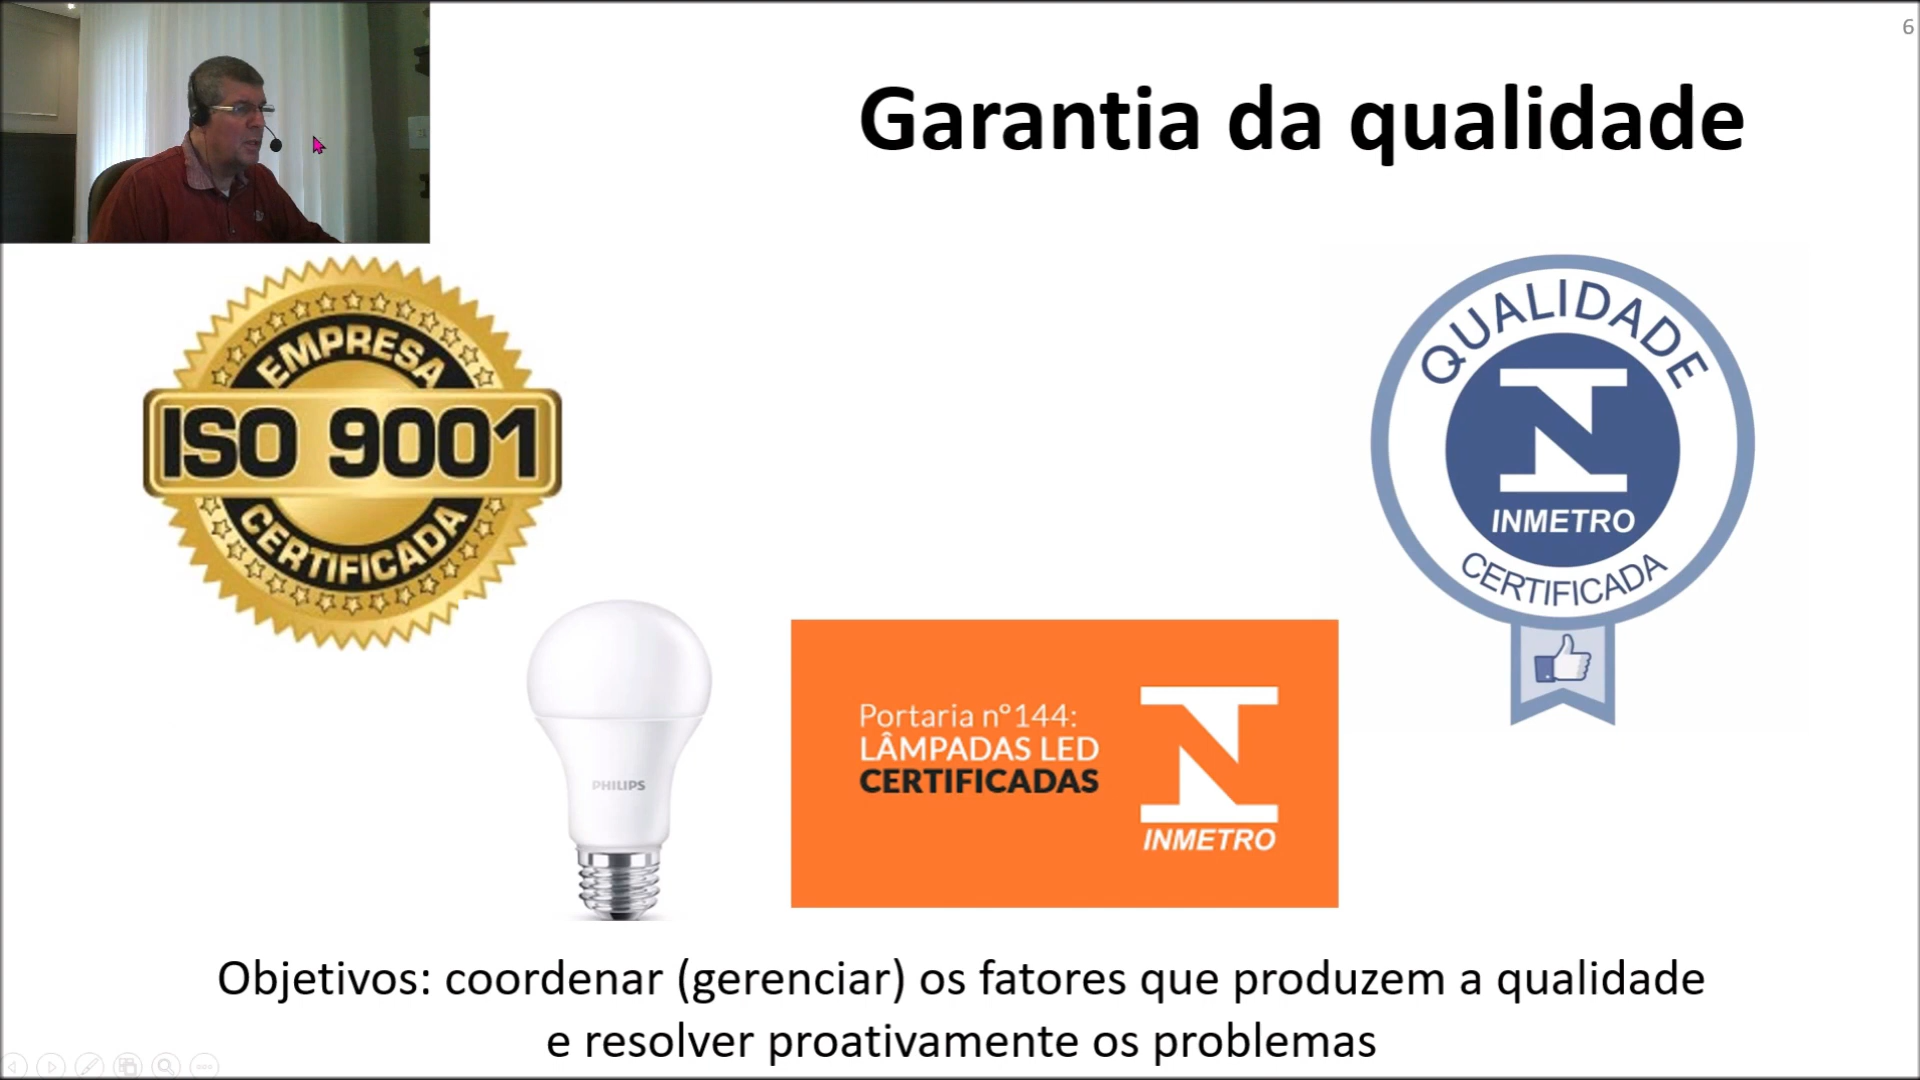 6
Garantia da qualidade
EMPRESA
ISO 9001
CERTIFICADA
QUALIDADE
INMETRO
CERTIFICADA
PHILIPS
Portaria nº144:
LÂMPADAS LED
CERTIFICADAS
INMETRO
Objetivos: coordenar (gerenciar) os fatores que produzem a qualidade
e resolver proativamente os problemas